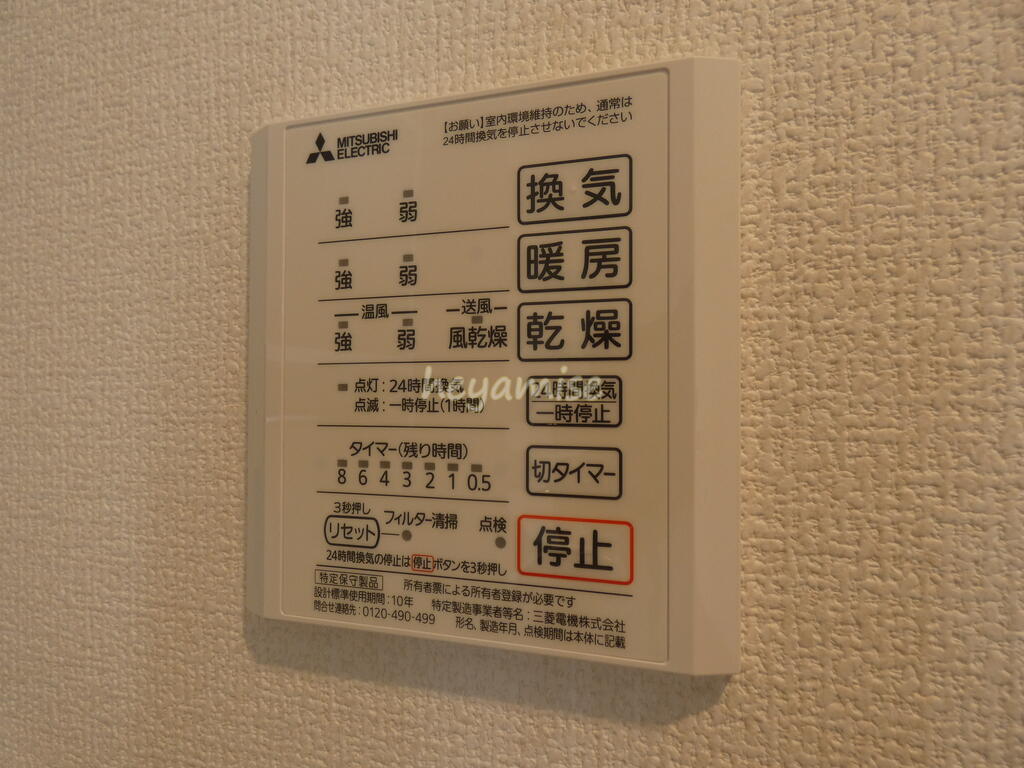 MITSUBISHI
ELECTRIC
【お願い】室内環境維持のため、通常は
24時間換気を停止させないでください
強 弱 換気
強 弱 暖房
温風 送風
強 弱 風乾燥 乾燥
点灯：24時間換気
点滅：一時停止(1時間)
24時間換気
一時停止
heyamise
タイマー(残り時間)
8 6 4 3 2 1 0.5
切タイマー
3秒押し
リセット フィルター清掃 点検
停止
24時間換気の停止は停止ボタンを3秒押し
特定保守製品 所有者票による所有者登録が必要です
設計標準使用期間：10年 特定製造事業者等名：三菱電機株式会社
問合せ連絡先：0120-490-499 形名、製造年月、点検期間は本体に記載